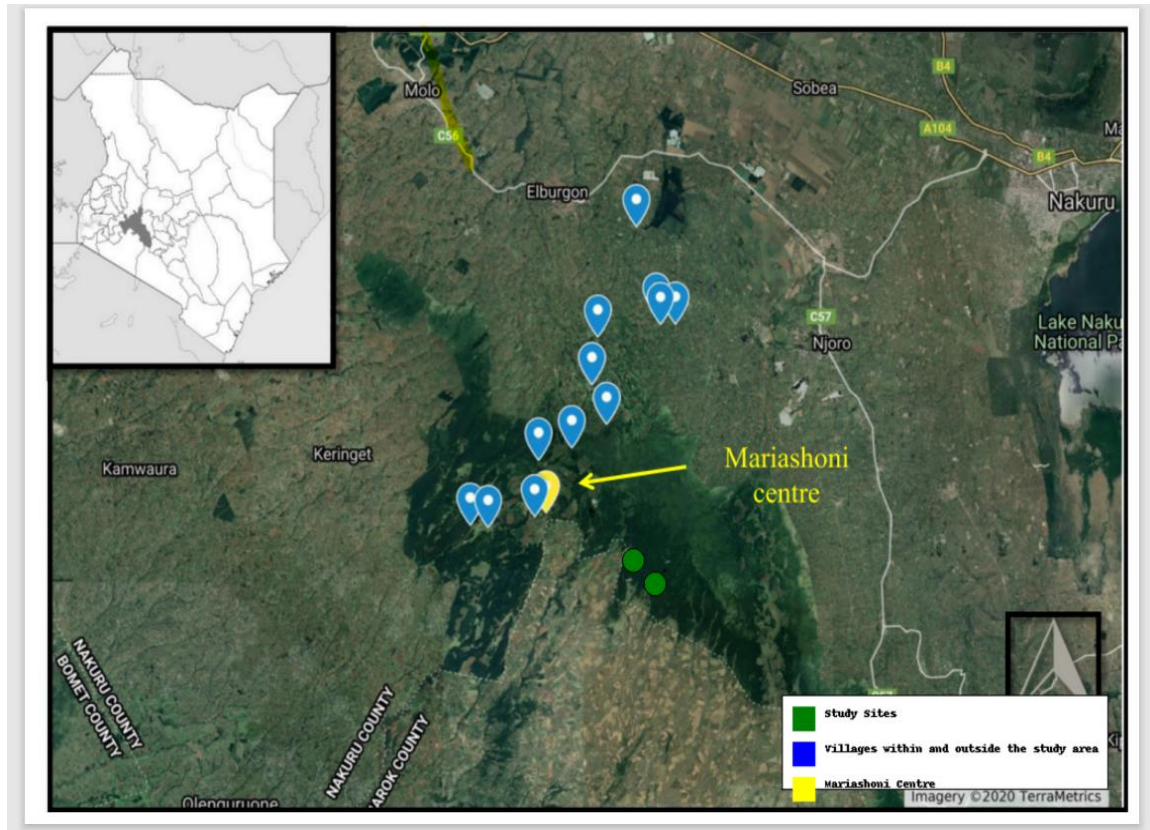 Molo
C56
Elburgon
Sobea
B4
A104
B4
Ma
Nakuru
C57
Njoro
Lake Naku
National Pa
Kamwaura
Keringet
Mariashoni
centre
NAKURU COUNTY
BOMET COUNTY
NAKURU COUNTY
AROK COUNTY
Olenguruone
Study Sites
Villages within and outside the study area
Mariashoni Centre
Imagery ©2020 TerraMetrics